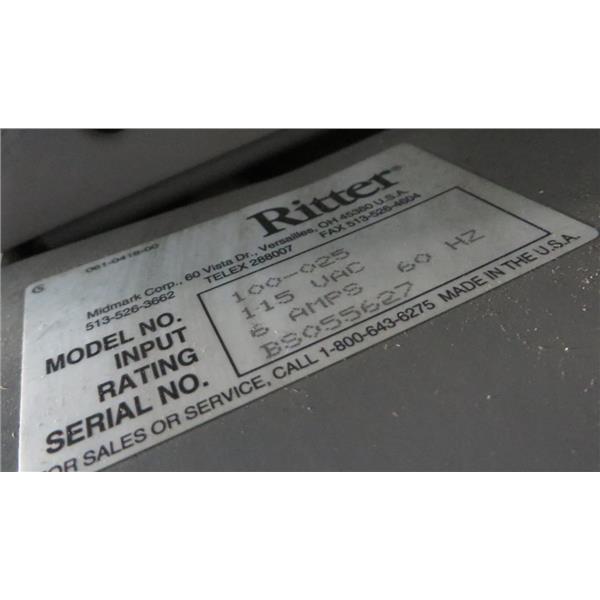 Ritter®
G 061-0418-00
Midmark Corp., 60 Vista Dr., Versailles, OH 45380 U.S.A.
513-526-3662 TELEX 288007 FAX 513-526-4604
MODEL NO. 100-025
INPUT 115 VAC 60 HZ
RATING 6 AMPS
SERIAL NO. BS055627
FOR SALES OR SERVICE, CALL 1-800-643-6275 MADE IN THE U.S.A.